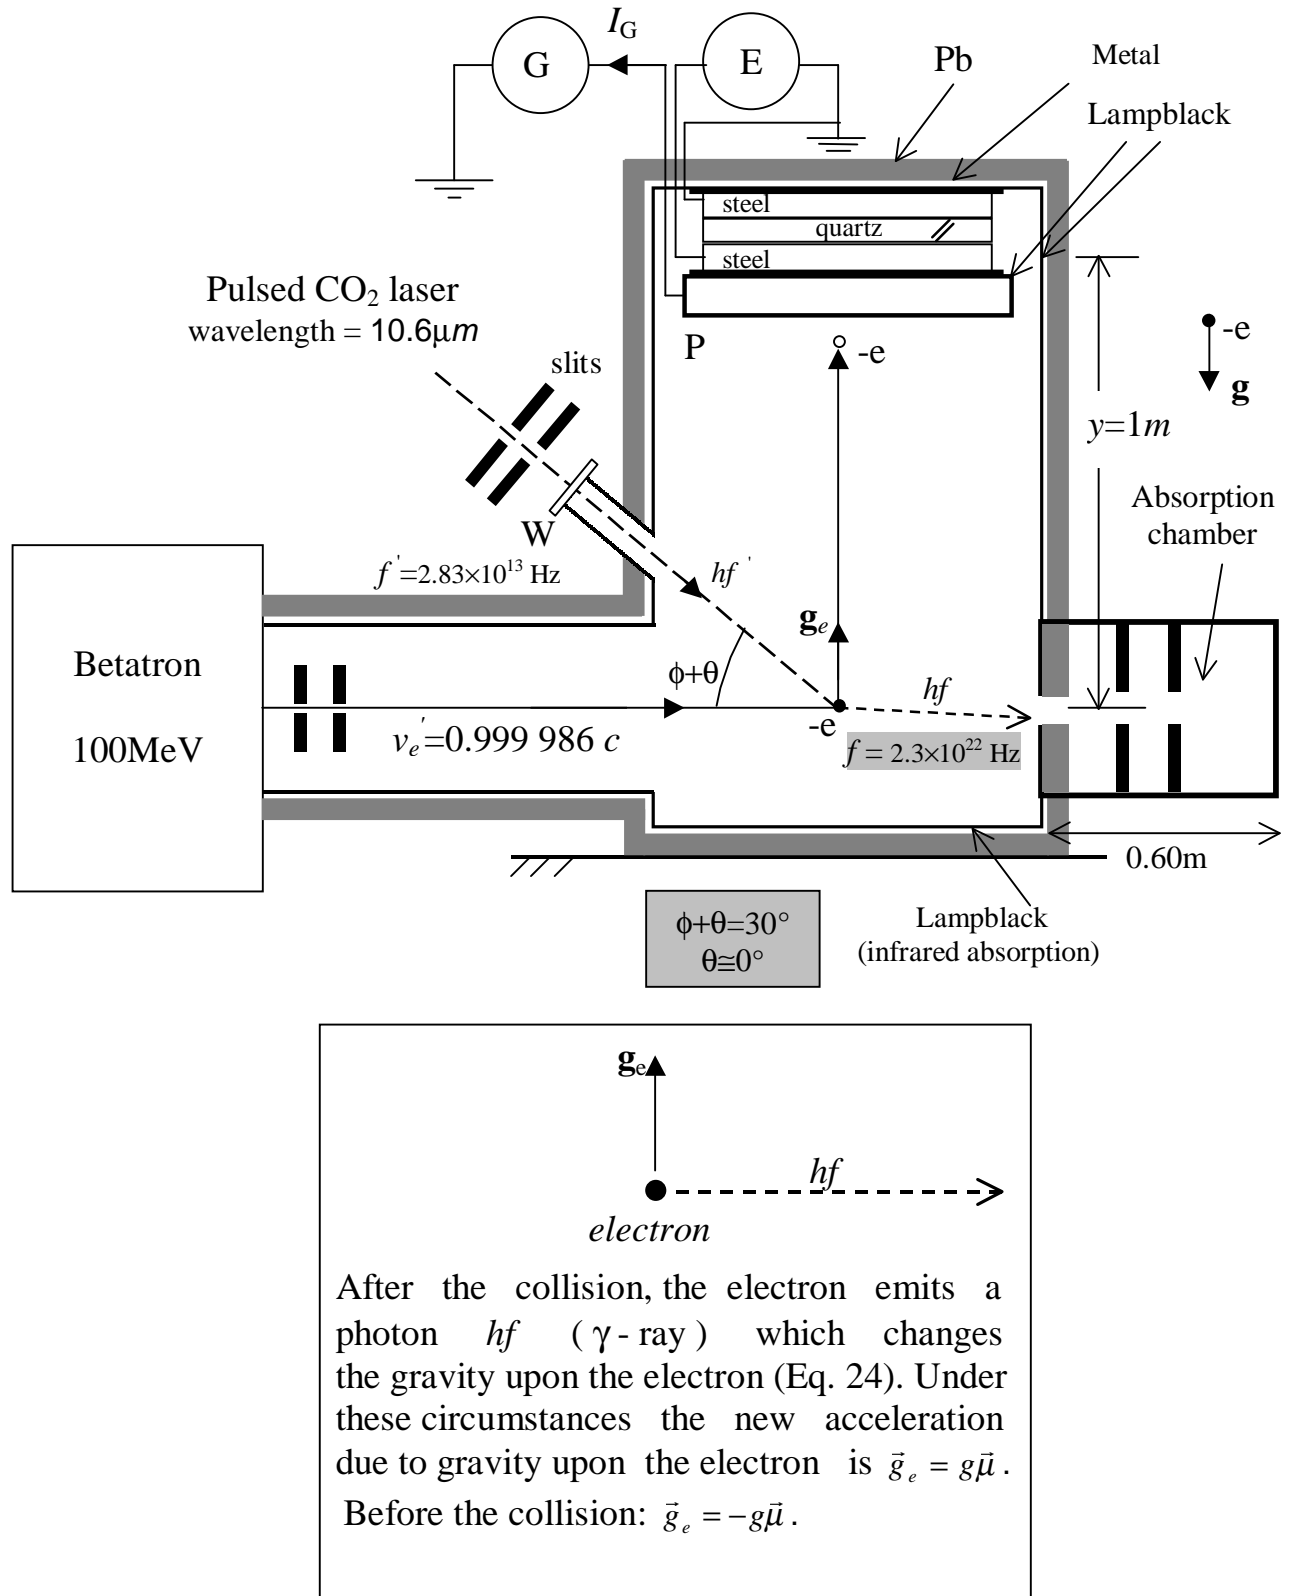 I_G
G
E
Pb
Metal
Lampblack
steel
quartz
steel
Pulsed CO₂ laser
wavelength = 10.6μm
slits
P
-e
-e
g
y=1m
W
Absorption
chamber
f'=2.83×10¹³ Hz
hf'
g_e
Betatron
100MeV
ϕ+θ
hf
-e
v_e'=0.999 986 c
f = 2.3×10²² Hz
0.60m
ϕ+θ=30°
θ≅0°
Lampblack
(infrared absorption)
g_e
hf
electron
After the collision, the electron emits a
photon hf (γ- ray) which changes
the gravity upon the electron (Eq. 24). Under
these circumstances the new acceleration
due to gravity upon the electron is g⃗_e = gμ⃗.
Before the collision: g⃗_e = −gμ⃗.